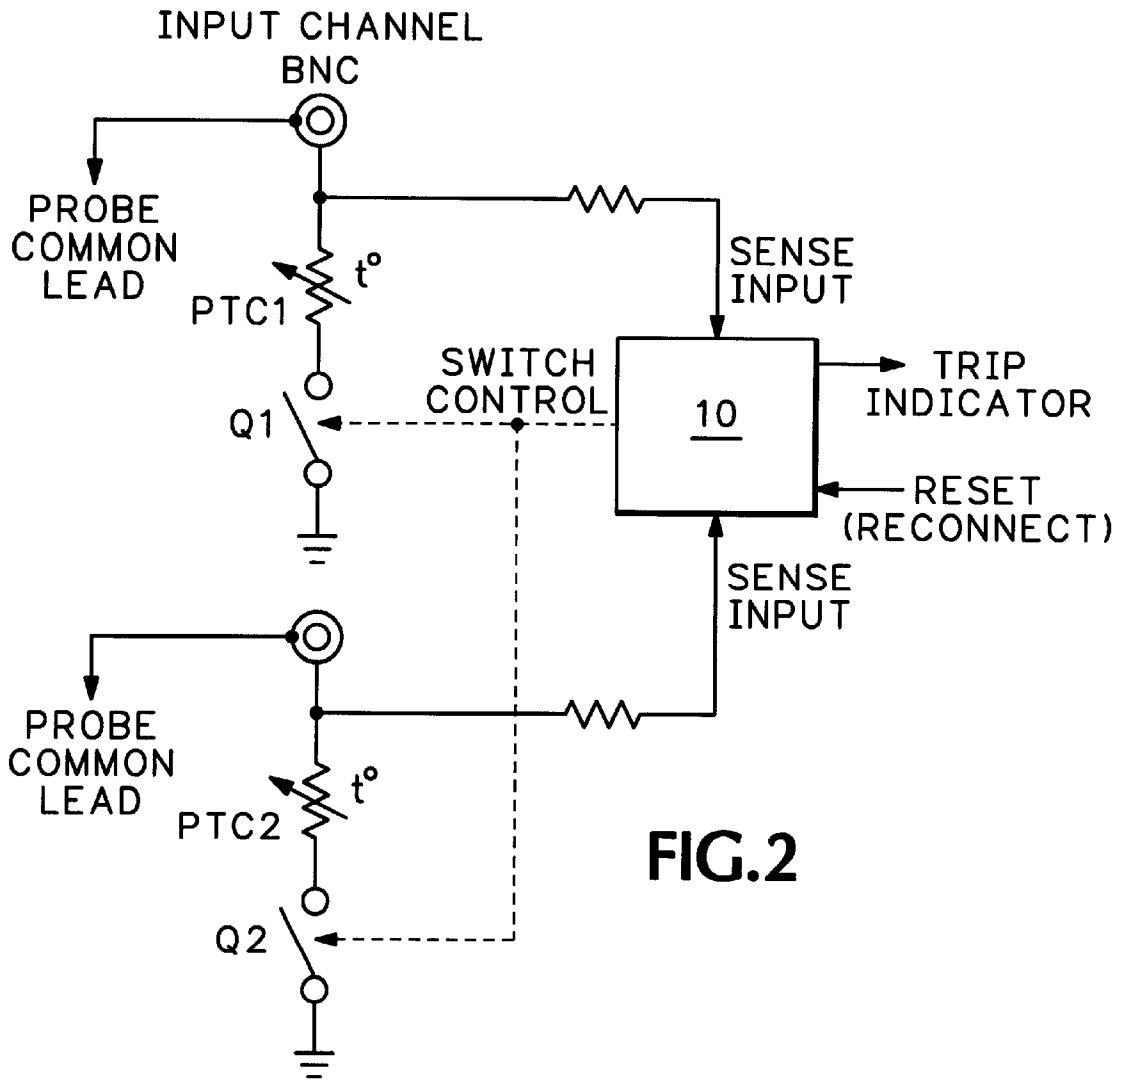 INPUT CHANNEL
BNC
PROBE
COMMON
LEAD
t°
PTC1
SENSE
INPUT
SWITCH
CONTROL
Q1
10
TRIP
INDICATOR
RESET
(RECONNECT)
SENSE
INPUT
PROBE
COMMON
LEAD
t°
PTC2
Q2
FIG.2